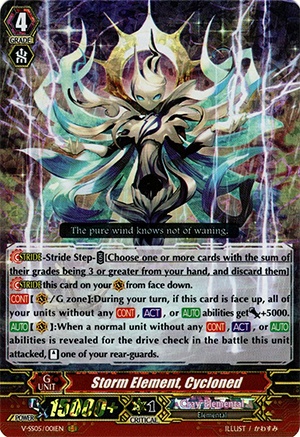 4
GRADE
The pure wind knows not of waning.
STRIDE-Stride Step-[Choose one or more cards with the sum of
their grades being 3 or greater from your hand, and discard them]
STRIDE this card on your from face down.
CONT [ /G zone]:During your turn, if this card is face up, all of
your units without any CONT, ACT, or AUTO abilities get +5000.
AUTO [ ]:When a normal unit without any CONT, ACT, or AUTO
abilities is revealed for the drive check in the battle this unit
attacked, 1 of your rear-guards.
G
UNIT
Storm Element, Cycloned
POWER
15000+
1
CRITICAL
Cray Elemental
Elemental
V-SS05/001EN
ILLUST / かわすみ